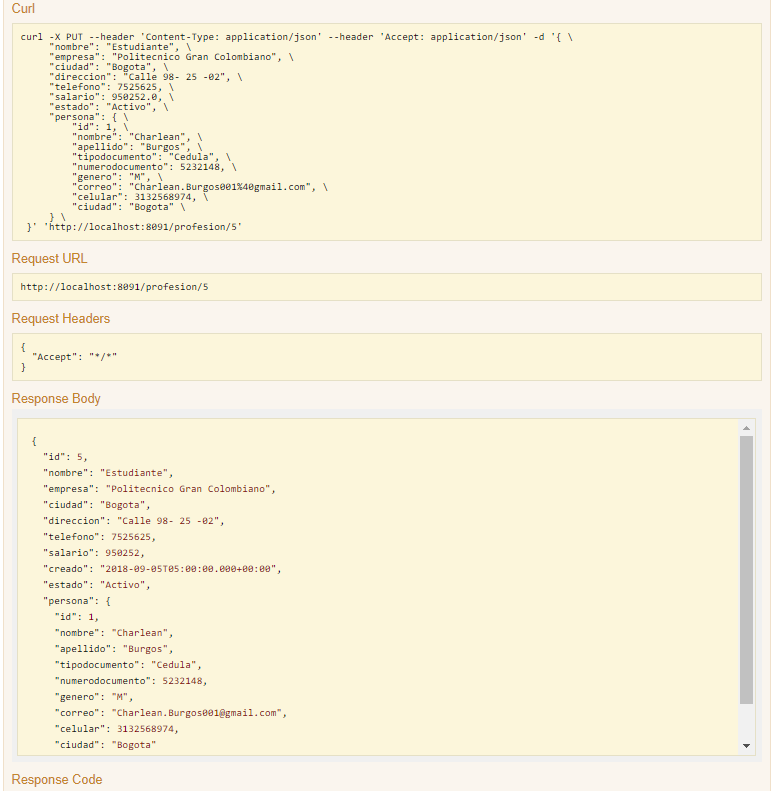 Curl
curl -X PUT --header 'Content-Type: application/json' --header 'Accept: application/json' -d '{ \
"nombre": "Estudiante", \
"empresa": "Politecnico Gran Colombiano", \
"ciudad": "Bogota", \
"direccion": "Calle 98- 25 -02", \
"telefono": 7525625, \
"salario": 950252.0, \
"estado": "Activo", \
"persona": { \
"id": 1, \
"nombre": "Charlean", \
"apellido": "Burgos", \
"tipodocumento": "Cedula", \
"numerodocumento": 5232148, \
"genero": "M", \
"correo": "Charlean.Burgos001%40gmail.com", \
"celular": 3132568974, \
"ciudad": "Bogota" \
} \
}' 'http://localhost:8091/profesion/5'
Request URL
http://localhost:8091/profesion/5
Request Headers
{
"Accept": "*/*"
}
Response Body
{
"id": 5,
"nombre": "Estudiante",
"empresa": "Politecnico Gran Colombiano",
"ciudad": "Bogota",
"direccion": "Calle 98- 25 -02",
"telefono": 7525625,
"salario": 950252,
"creado": "2018-09-05T05:00:00.000+00:00",
"estado": "Activo",
"persona": {
"id": 1,
"nombre": "Charlean",
"apellido": "Burgos",
"tipodocumento": "Cedula",
"numerodocumento": 5232148,
"genero": "M",
"correo": "Charlean.Burgos001@gmail.com",
"celular": 3132568974,
"ciudad": "Bogota"
Response Code